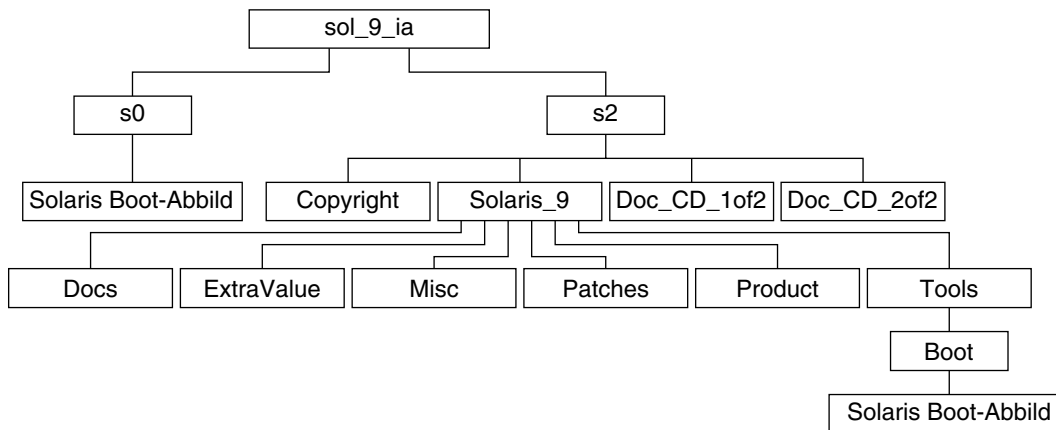 sol_9_ia
s0
s2
Solaris Boot-Abbild
Copyright
Solaris_9
Doc_CD_1of2
Doc_CD_2of2
Docs
ExtraValue
Misc
Patches
Product
Tools
Boot
Solaris Boot-Abbild